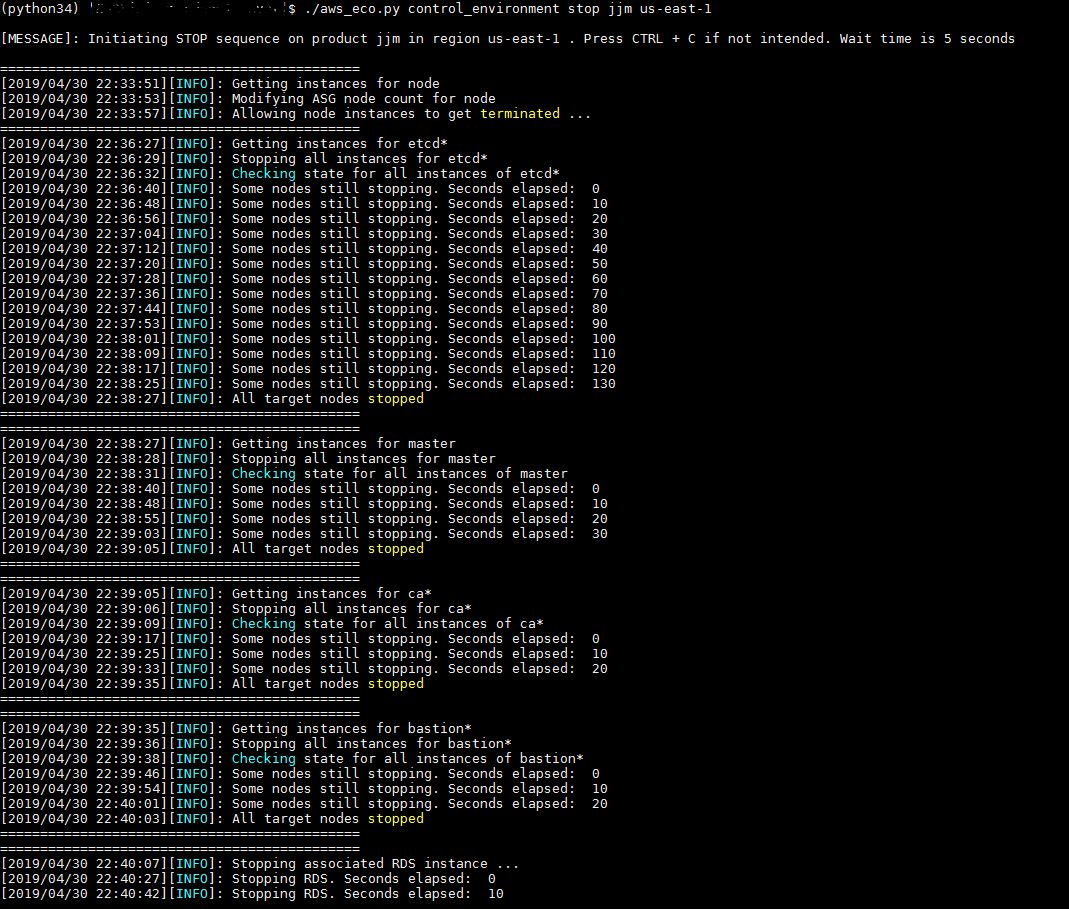 (python34) $ ./aws_eco.py control_environment stop jjm us-east-1
[MESSAGE]: Initiating STOP sequence on product jjm in region us-east-1 . Press CTRL + C if not intended. Wait time is 5 seconds
=============================================
[2019/04/30 22:33:51][INFO]: Getting instances for node
[2019/04/30 22:33:53][INFO]: Modifying ASG node count for node
[2019/04/30 22:33:57][INFO]: Allowing node instances to get terminated ...
=============================================
[2019/04/30 22:36:27][INFO]: Getting instances for etcd*
[2019/04/30 22:36:29][INFO]: Stopping all instances for etcd*
[2019/04/30 22:36:32][INFO]: Checking state for all instances of etcd*
[2019/04/30 22:36:40][INFO]: Some nodes still stopping. Seconds elapsed:  0
[2019/04/30 22:36:48][INFO]: Some nodes still stopping. Seconds elapsed:  10
[2019/04/30 22:36:56][INFO]: Some nodes still stopping. Seconds elapsed:  20
[2019/04/30 22:37:04][INFO]: Some nodes still stopping. Seconds elapsed:  30
[2019/04/30 22:37:12][INFO]: Some nodes still stopping. Seconds elapsed:  40
[2019/04/30 22:37:20][INFO]: Some nodes still stopping. Seconds elapsed:  50
[2019/04/30 22:37:28][INFO]: Some nodes still stopping. Seconds elapsed:  60
[2019/04/30 22:37:36][INFO]: Some nodes still stopping. Seconds elapsed:  70
[2019/04/30 22:37:44][INFO]: Some nodes still stopping. Seconds elapsed:  80
[2019/04/30 22:37:53][INFO]: Some nodes still stopping. Seconds elapsed:  90
[2019/04/30 22:38:01][INFO]: Some nodes still stopping. Seconds elapsed:  100
[2019/04/30 22:38:09][INFO]: Some nodes still stopping. Seconds elapsed:  110
[2019/04/30 22:38:17][INFO]: Some nodes still stopping. Seconds elapsed:  120
[2019/04/30 22:38:25][INFO]: Some nodes still stopping. Seconds elapsed:  130
[2019/04/30 22:38:27][INFO]: All target nodes stopped
=============================================
=============================================
[2019/04/30 22:38:27][INFO]: Getting instances for master
[2019/04/30 22:38:28][INFO]: Stopping all instances for master
[2019/04/30 22:38:31][INFO]: Checking state for all instances of master
[2019/04/30 22:38:40][INFO]: Some nodes still stopping. Seconds elapsed:  0
[2019/04/30 22:38:48][INFO]: Some nodes still stopping. Seconds elapsed:  10
[2019/04/30 22:38:55][INFO]: Some nodes still stopping. Seconds elapsed:  20
[2019/04/30 22:39:03][INFO]: Some nodes still stopping. Seconds elapsed:  30
[2019/04/30 22:39:05][INFO]: All target nodes stopped
=============================================
=============================================
[2019/04/30 22:39:05][INFO]: Getting instances for ca*
[2019/04/30 22:39:06][INFO]: Stopping all instances for ca*
[2019/04/30 22:39:09][INFO]: Checking state for all instances of ca*
[2019/04/30 22:39:17][INFO]: Some nodes still stopping. Seconds elapsed:  0
[2019/04/30 22:39:25][INFO]: Some nodes still stopping. Seconds elapsed:  10
[2019/04/30 22:39:33][INFO]: Some nodes still stopping. Seconds elapsed:  20
[2019/04/30 22:39:35][INFO]: All target nodes stopped
=============================================
=============================================
[2019/04/30 22:39:35][INFO]: Getting instances for bastion*
[2019/04/30 22:39:36][INFO]: Stopping all instances for bastion*
[2019/04/30 22:39:38][INFO]: Checking state for all instances of bastion*
[2019/04/30 22:39:46][INFO]: Some nodes still stopping. Seconds elapsed:  0
[2019/04/30 22:39:54][INFO]: Some nodes still stopping. Seconds elapsed:  10
[2019/04/30 22:40:01][INFO]: Some nodes still stopping. Seconds elapsed:  20
[2019/04/30 22:40:03][INFO]: All target nodes stopped
=============================================
=============================================
[2019/04/30 22:40:07][INFO]: Stopping associated RDS instance ...
[2019/04/30 22:40:27][INFO]: Stopping RDS. Seconds elapsed:  0
[2019/04/30 22:40:42][INFO]: Stopping RDS. Seconds elapsed:  10